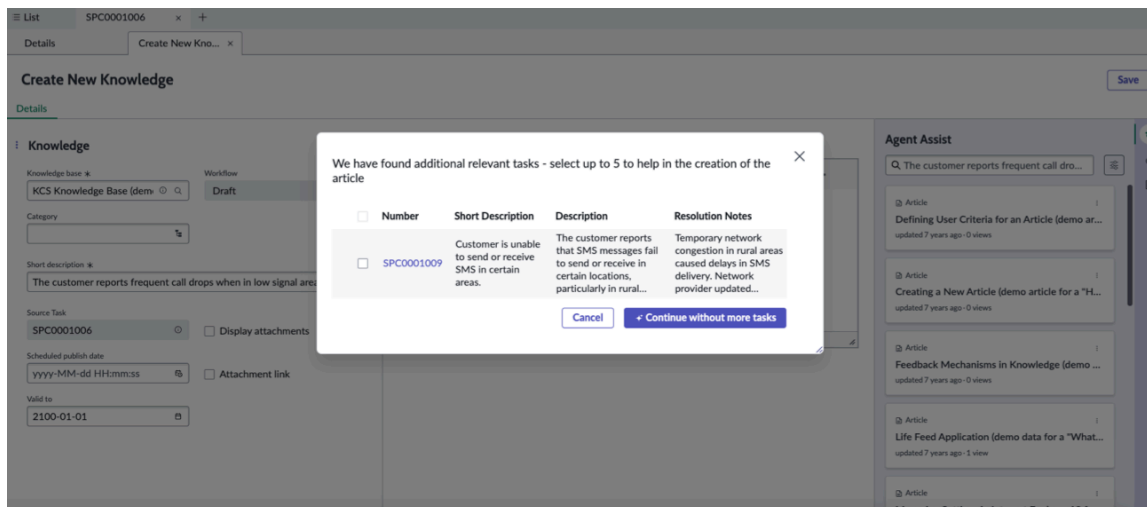 List
SPC0001006
Details
Create New Kno...
Create New Knowledge
Save
Details
Knowledge
Knowledge base
Workflow
KCS Knowledge Base (dem
Draft
Category
Short description
The customer reports frequent call drops when in low signal area
Source Task
SPC0001006
Display attachments
Scheduled publish date
yyyy-MM-dd HH:mm:ss
Attachment link
Valid to
2100-01-01
We have found additional relevant tasks - select up to 5 to help in the creation of the
article
Number
Short Description
Description
Resolution Notes
SPC0001009
Customer is unable
to send or receive
SMS in certain
areas.
The customer reports
that SMS messages fail
to send or receive in
certain locations,
particularly in rural...
Temporary network
congestion in rural areas
caused delays in SMS
delivery. Network
provider updated...
Cancel
Continue without more tasks
Agent Assist
The customer reports frequent call dro...
Article
Defining User Criteria for an Article (demo ar...
updated 7 years ago - 0 views
Article
Creating a New Article (demo article for a "H...
updated 7 years ago - 0 views
Article
Feedback Mechanisms in Knowledge (demo ...
updated 7 years ago - 0 views
Article
Life Feed Application (demo data for a "What...
updated 7 years ago - 1 view
Article